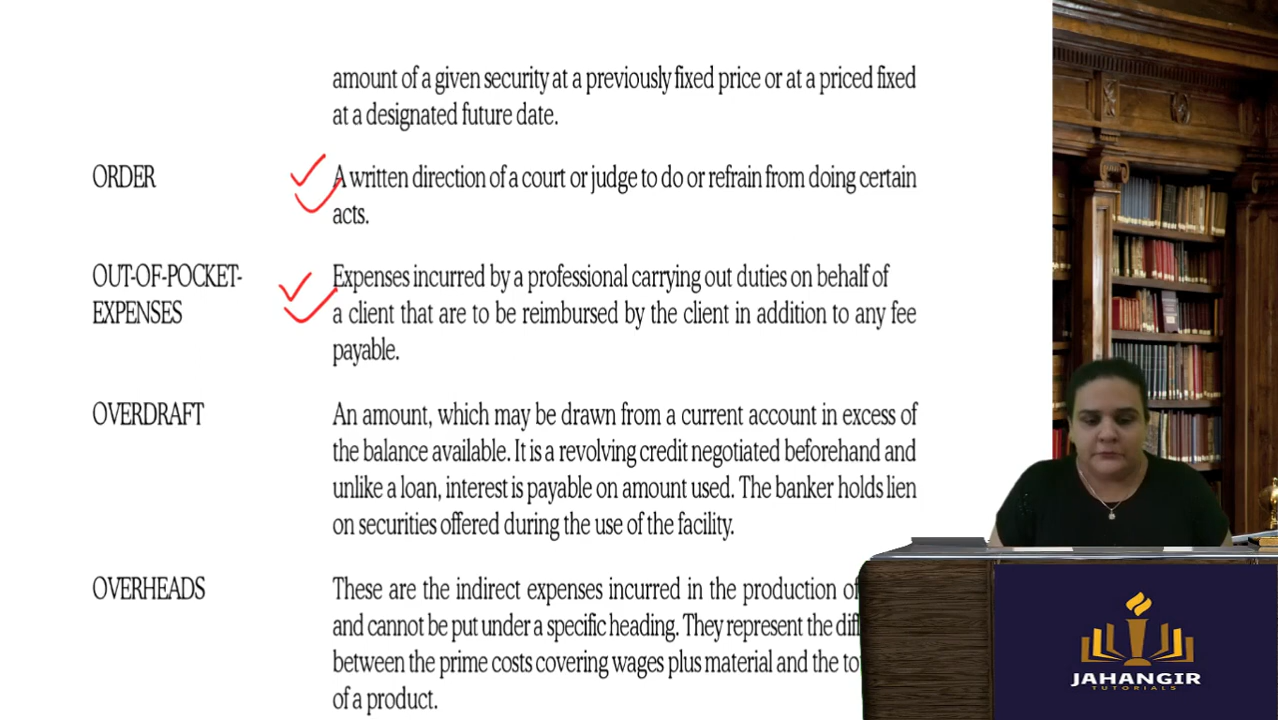 amount of a given security at a previously fixed price or at a priced fixed
at a designated future date.
ORDER
A written direction of a court or judge to do or refrain from doing certain
acts.
OUT-OF-POCKET-
EXPENSES
Expenses incurred by a professional carrying out duties on behalf of
a client that are to be reimbursed by the client in addition to any fee
payable.
OVERDRAFT
An amount, which may be drawn from a current account in excess of
the balance available. It is a revolving credit negotiated beforehand and
unlike a loan, interest is payable on amount used. The banker holds lien
on securities offered during the use of the facility.
OVERHEADS
These are the indirect expenses incurred in the production of
and cannot be put under a specific heading. They represent the
between the prime costs covering wages plus material and the
of a product.
JAHANGIR
TUTORIALS